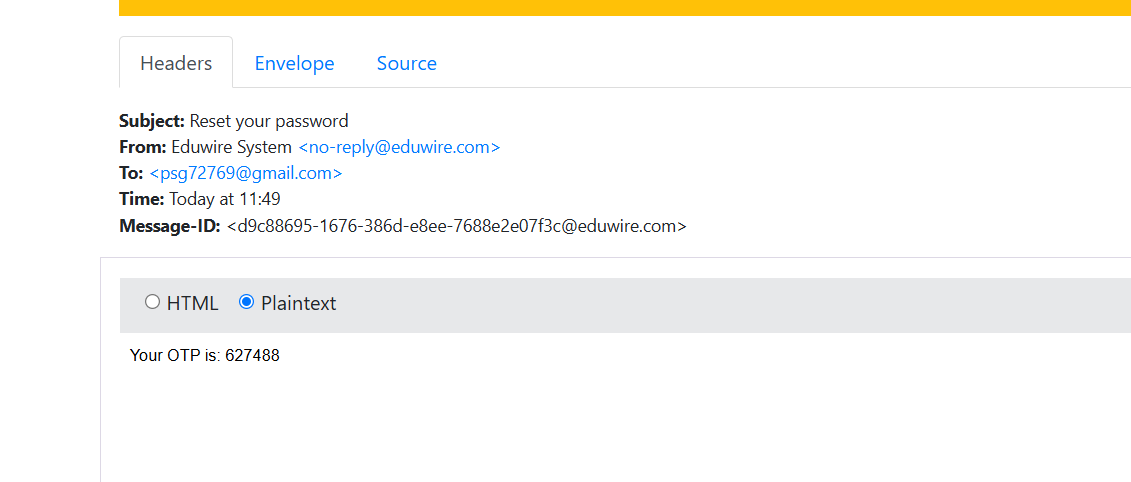 Headers Envelope Source
Subject: Reset your password
From: Eduwire System <no-reply@eduwire.com>
To: <psg72769@gmail.com>
Time: Today at 11:49
Message-ID: <d9c88695-1676-386d-e8ee-7688e2e07f3c@eduwire.com>
HTML Plaintext
Your OTP is: 627488